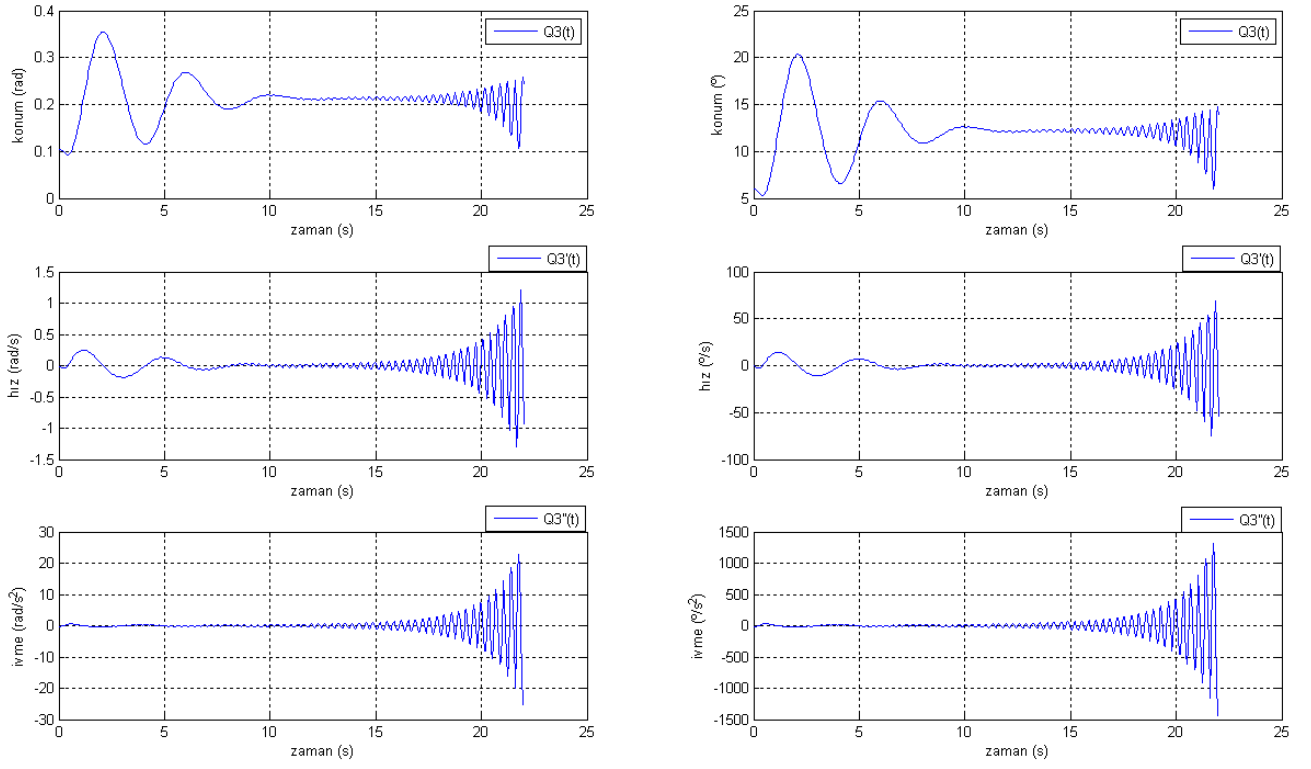 Q3(t)
konum (rad)
0.4
0.3
0.2
0.1
0
0 5 10 15 20 25
zaman (s)
Q3(t)
konum (º)
25
20
15
10
5
0 5 10 15 20 25
zaman (s)
Q3'(t)
hız (rad/s)
1.5
1
0.5
0
-0.5
-1
-1.5
0 5 10 15 20 25
zaman (s)
Q3'(t)
hız (º/s)
100
50
0
-50
-100
0 5 10 15 20 25
zaman (s)
Q3''(t)
ivme (rad/s²)
30
20
10
0
-10
-20
-30
0 5 10 15 20 25
zaman (s)
Q3''(t)
ivme (º/s²)
1500
1000
500
0
-500
-1000
-1500
0 5 10 15 20 25
zaman (s)